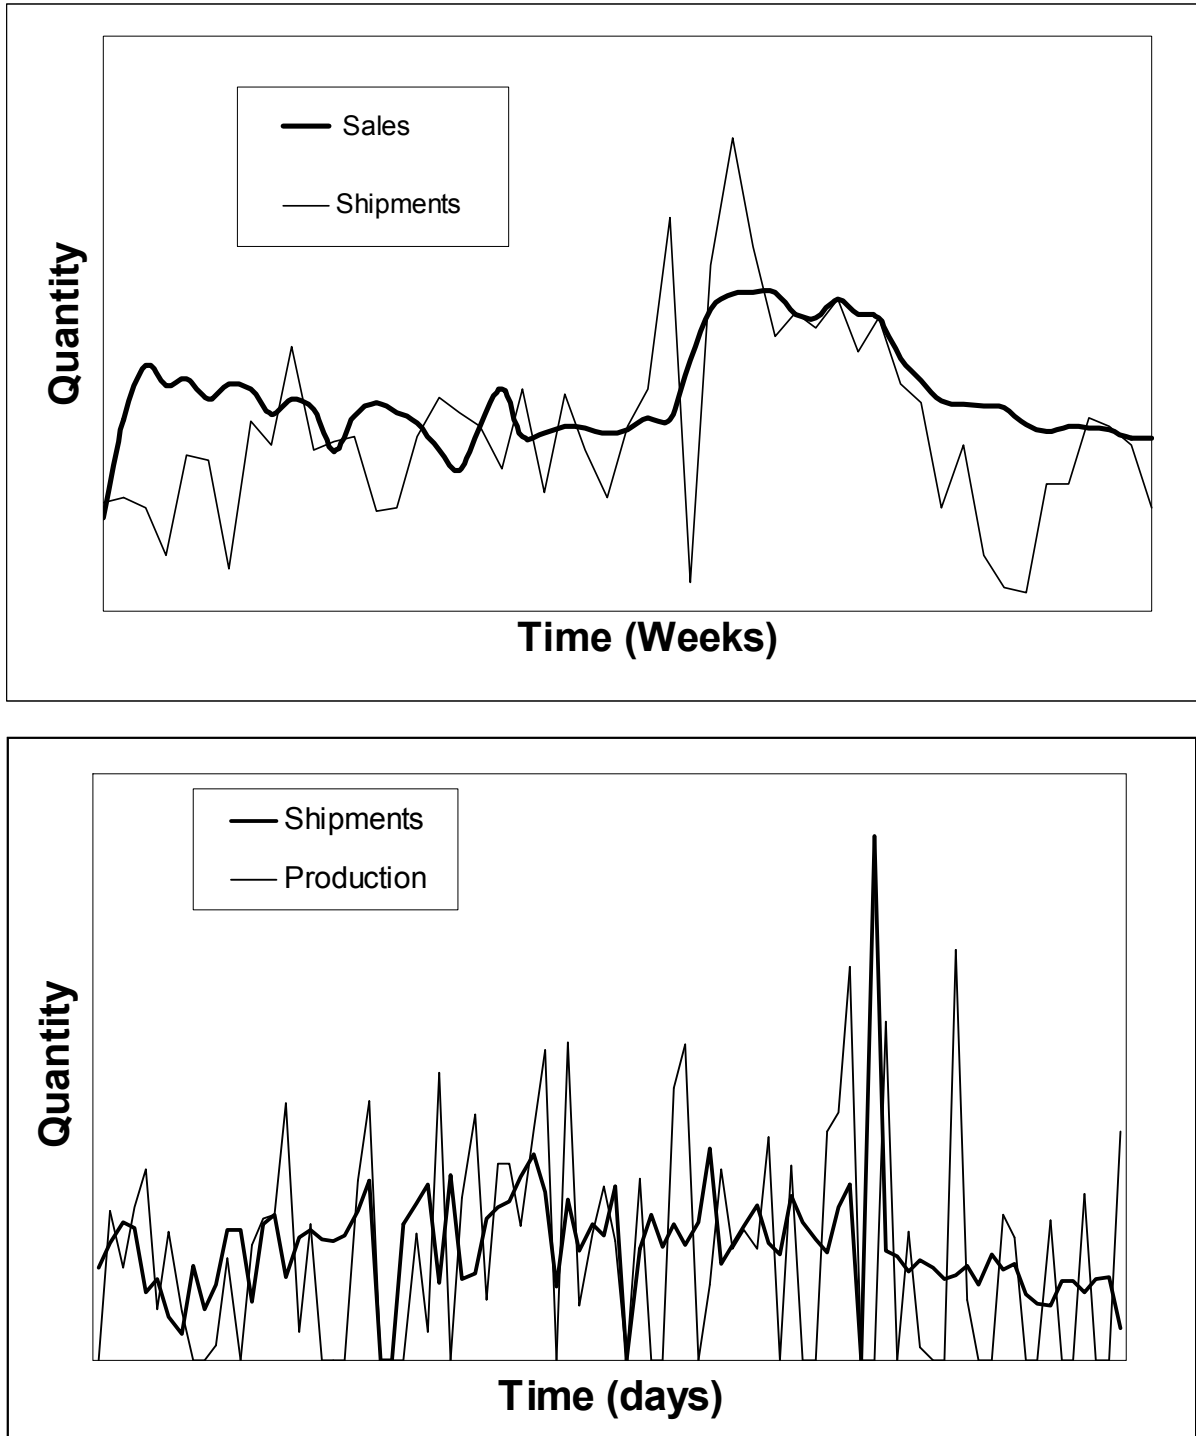 Sales
Shipments
Quantity
Time (Weeks)
Shipments
Production
Quantity
Time (days)